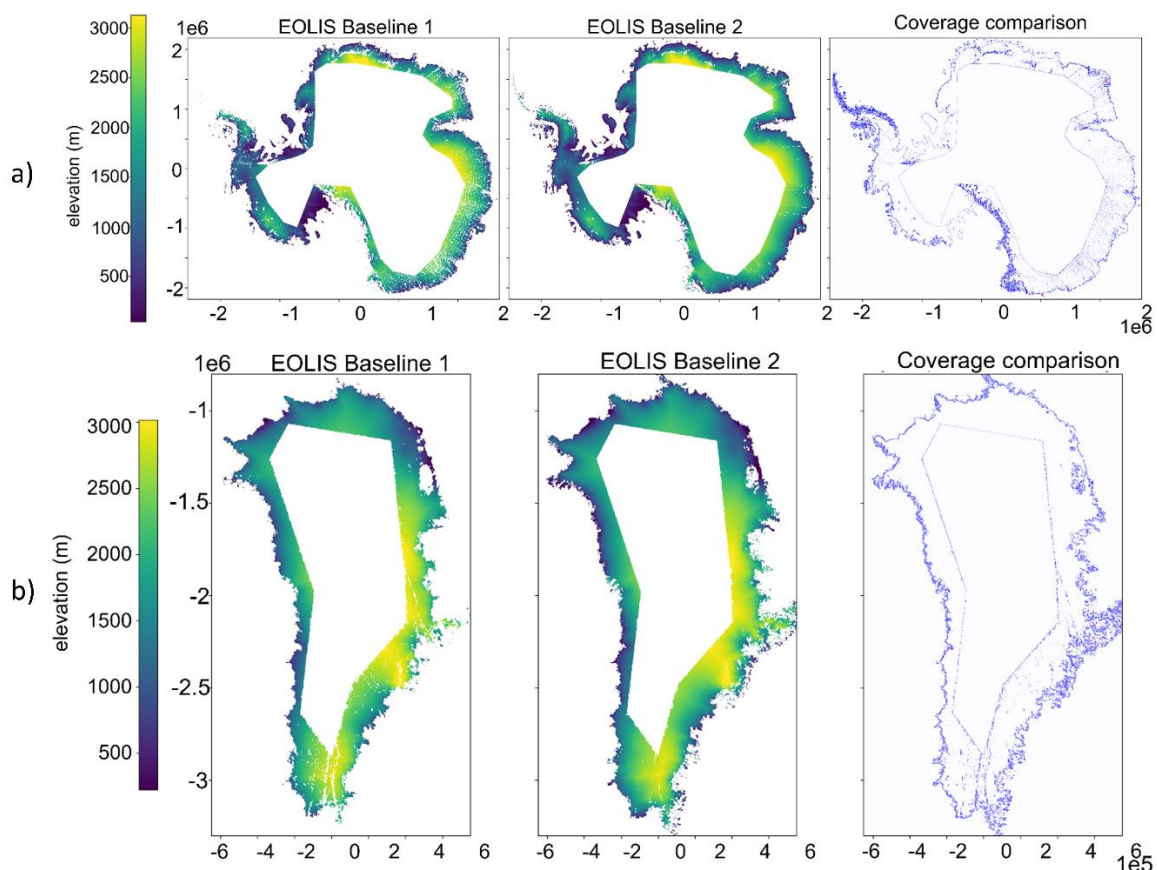 a)
1e6
EOLIS Baseline 1
EOLIS Baseline 2
Coverage comparison
elevation (m)
3000
2500
2000
1500
1000
500
2
1
0
-1
-2
-2 -1 0 1 2
-2 -1 0 1 2
-2 -1 0 1 2
1e6
b)
1e6
EOLIS Baseline 1
EOLIS Baseline 2
Coverage comparison
elevation (m)
3000
2500
2000
1500
1000
500
-1
-1.5
-2
-2.5
-3
-6 -4 -2 0 2 4 6
-6 -4 -2 0 2 4 6
-6 -4 -2 0 2 4 6
1e5